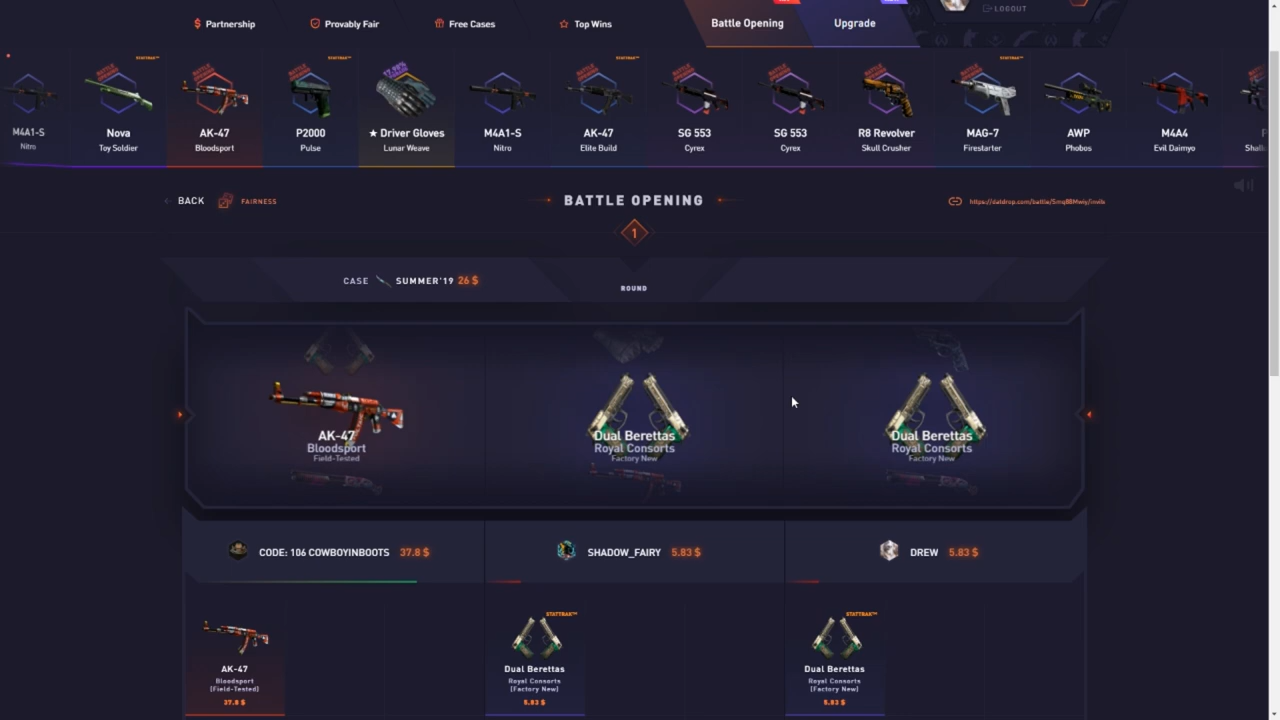 Partnership
Provably Fair
Free Cases
Top Wins
Battle Opening
Upgrade
LOGOUT
M4A1-S
Nitro
STATTRAK™
Nova
Toy Soldier
AK-47
Bloodsport
STATTRAK™
P2000
Pulse
★ Driver Gloves
Lunar Weave
M4A1-S
Nitro
STATTRAK™
AK-47
Elite Build
SG 553
Cyrex
SG 553
Cyrex
R8 Revolver
Skull Crusher
STATTRAK™
MAG-7
Firestarter
AWP
Phobos
M4A4
Evil Daimyo
BACK
FAIRNESS
BATTLE OPENING
1
CASE SUMMER'19 26 $
ROUND
AK-47
Bloodsport
Field-Tested
Dual Berettas
Royal Consorts
Factory New
Dual Berettas
Royal Consorts
Factory New
CODE: 106 COWBOYINBOOTS 37.8 $
SHADOW_FAIRY 5.83 $
DREW 5.83 $
AK-47
Bloodsport
[Field-Tested]
37.8 $
STATTRAK™
Dual Berettas
Royal Consorts
[Factory New]
5.83 $
STATTRAK™
Dual Berettas
Royal Consorts
[Factory New]
5.83 $